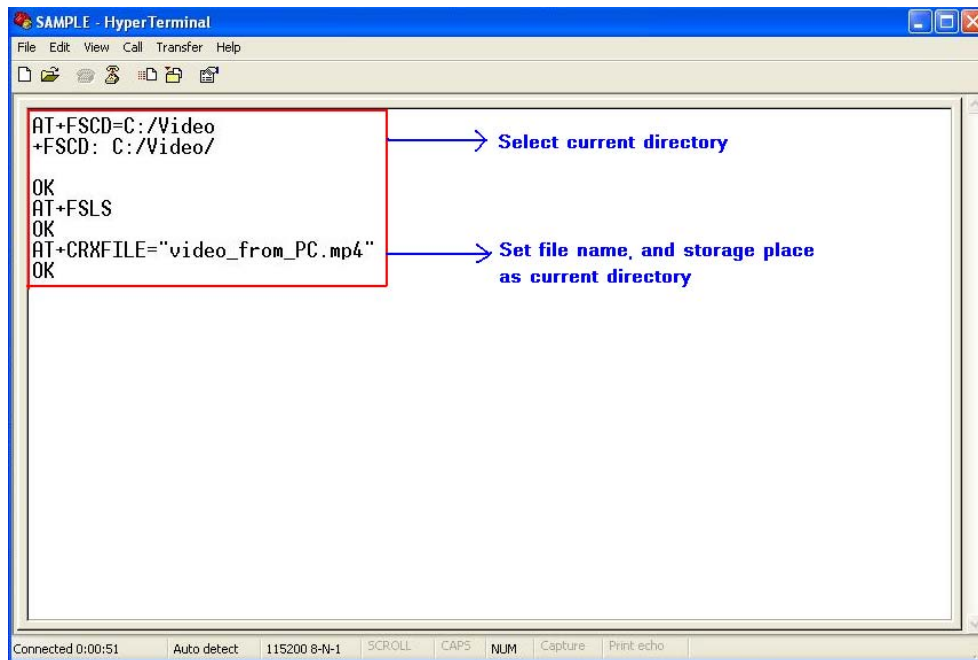 SAMPLE - HyperTerminal
File Edit View Call Transfer Help
AT+FSCD=C:/Video
+FSCD: C:/Video/
Select current directory
OK
AT+FSLS
OK
AT+CRXFILE="video_from_PC.mp4"
Set file name, and storage place
as current directory
OK
Connected 0:00:51 Auto detect 115200 8-N-1 SCROLL CAPS NUM Capture Print echo